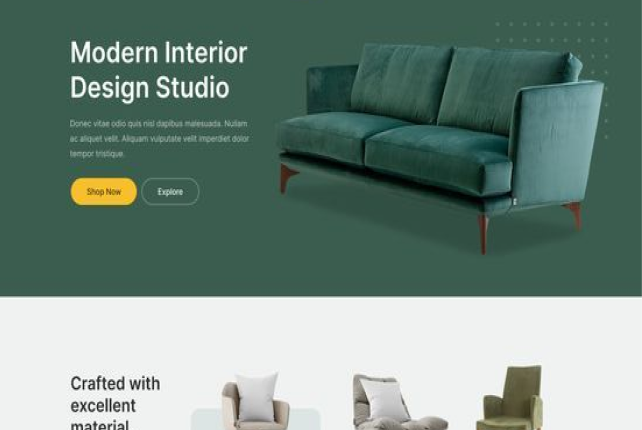 Modern Interior
Design Studio
Donec vitae odio quis nisl dapibus malesuada. Nullam
ac aliquet velit. Aliquam vulputate velit imperdiet dolor
tempor tristique.
Shop Now
Explore
Crafted with
excellent
material.